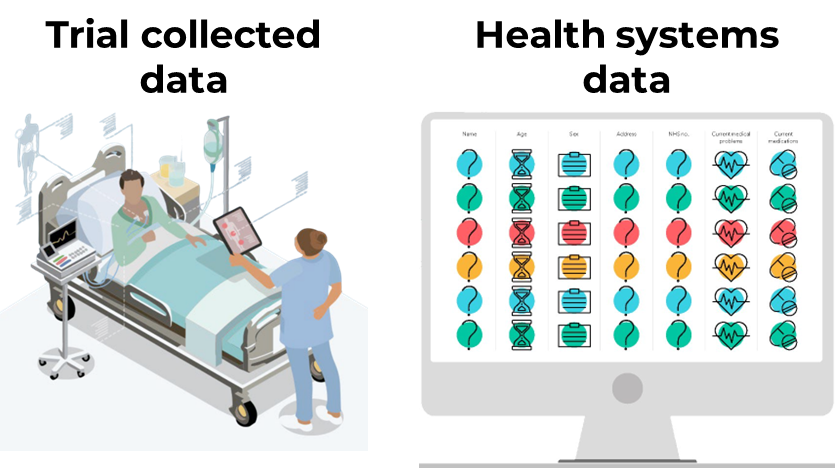 Trial collected
data
Health systems
data
Name Age Sex Address NHS no. Current medical Current
problems medications